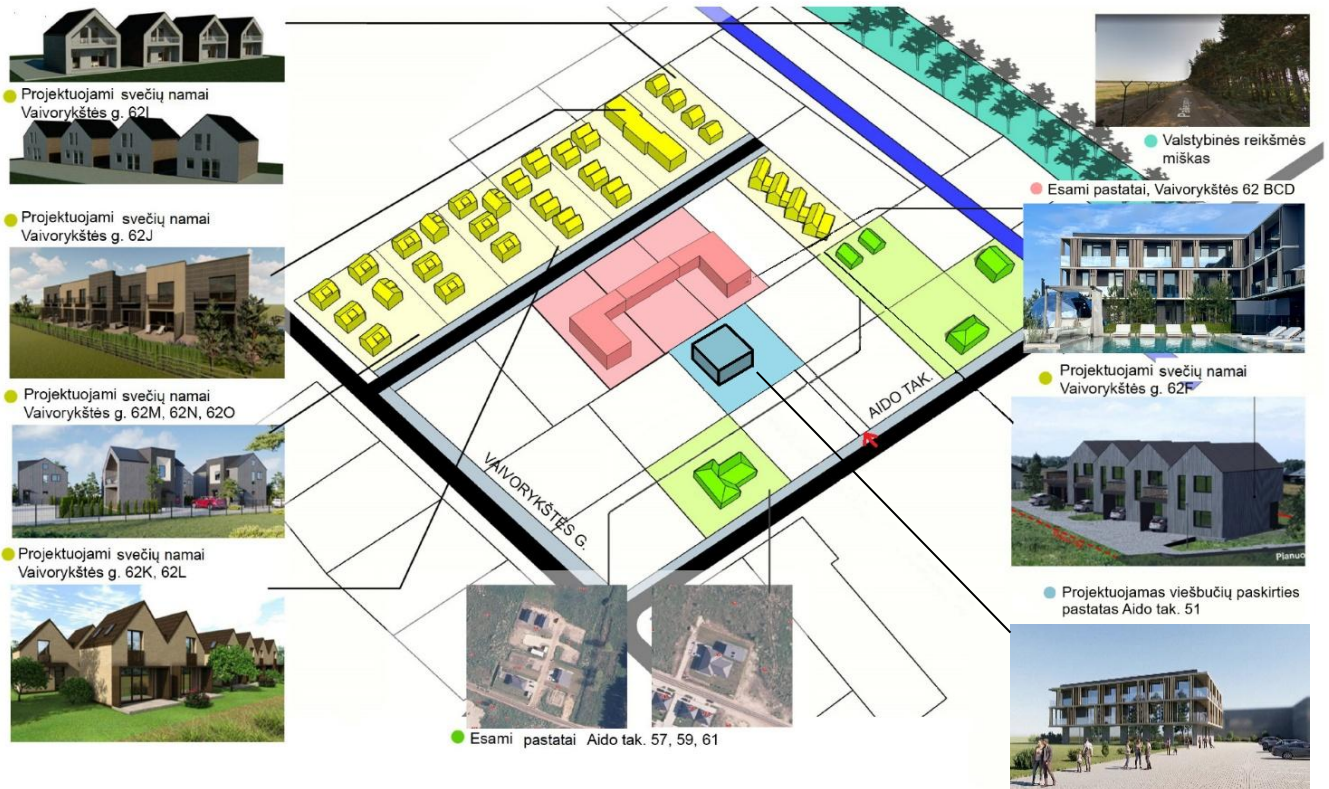 Projektuojami svečių namai
Vaivorykštės g. 62I
Projektuojami svečių namai
Vaivorykštės g. 62J
Projektuojami svečių namai
Vaivorykštės g. 62M, 62N, 62O
Projektuojami svečių namai
Vaivorykštės g. 62K, 62L
VAIVORYKŠTĖS G.
AIDO TAK.
Esami pastatai Aido tak. 57, 59, 61
Valstybinės reikšmės
miškas
Esami pastatai, Vaivorykštės 62 BCD
Projektuojami svečių namai
Vaivorykštės g. 62F
Planuo
Projektuojamas viešbučių paskirties
pastatas Aido tak. 51